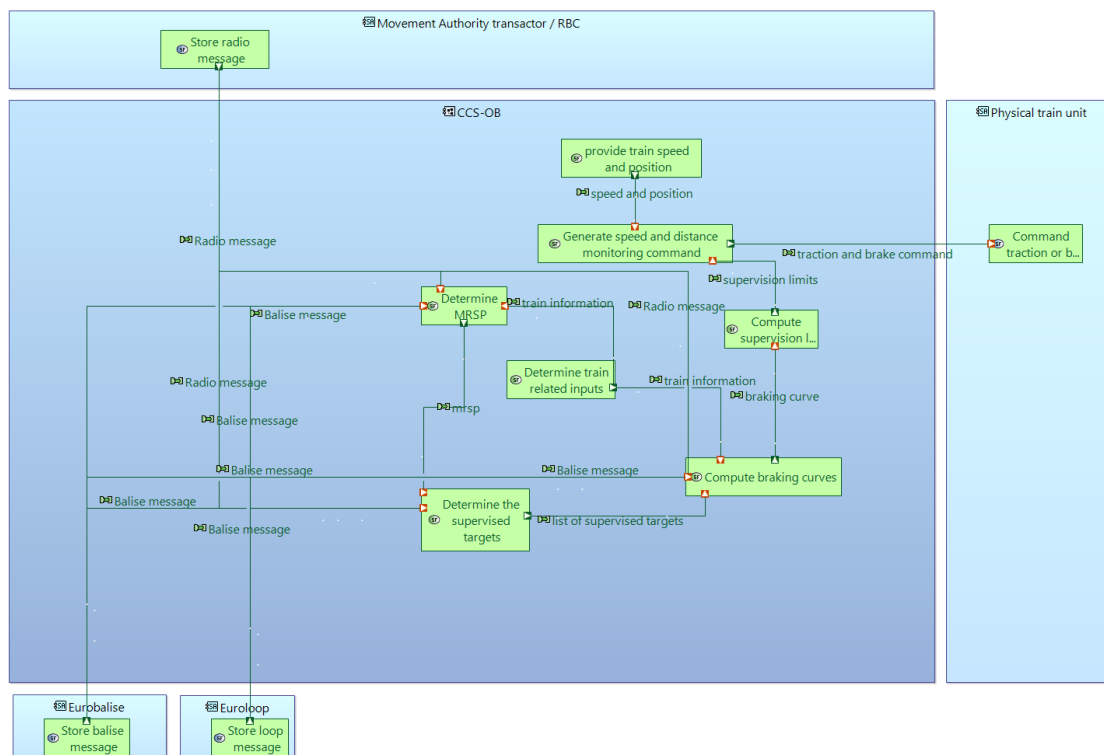 Movement Authority transactor / RBC
Store radio
message
CCS-OB
Physical train unit
provide train speed
and position
speed and position
Generate speed and distance
monitoring command
Command
traction or b...
Radio message
traction and brake command
supervision limits
Determine
MRSP
train information
Radio message
Balise message
Compute
supervision l...
Determine train
related inputs
Radio message
train information
braking curve
mrsp
Balise message
Balise message
Balise message
Compute braking curves
Balise message
Determine the
supervised
targets
list of supervised targets
Balise message
Eurobalise
Euroloop
Store balise
message
Store loop
message